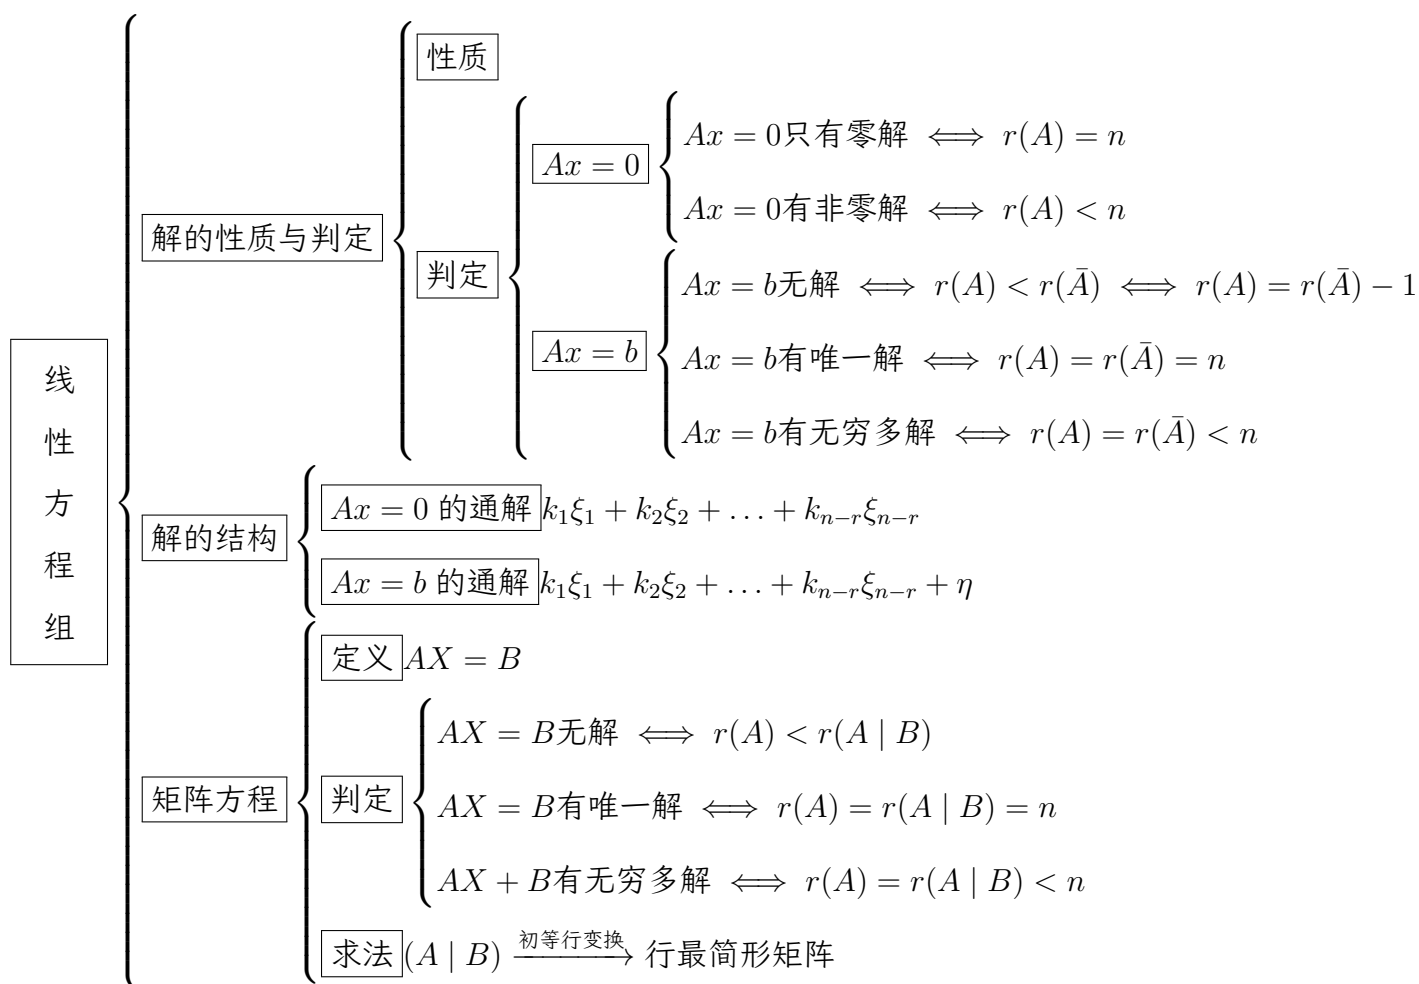 线性方程组
解的性质与判定
性质
判定
Ax = 0
Ax = 0只有零解 ⟺ r(A) = n
Ax = 0有非零解 ⟺ r(A) < n
Ax = b
Ax = b无解 ⟺ r(A) < r(Ā) ⟺ r(A) = r(Ā) − 1
Ax = b有唯一解 ⟺ r(A) = r(Ā) = n
Ax = b有无穷多解 ⟺ r(A) = r(Ā) < n
解的结构
Ax = 0 的通解 k₁ξ₁ + k₂ξ₂ + … + kₙ₋ᵣξₙ₋ᵣ
Ax = b 的通解 k₁ξ₁ + k₂ξ₂ + … + kₙ₋ᵣξₙ₋ᵣ + η
矩阵方程
定义 AX = B
判定
AX = B无解 ⟺ r(A) < r(A | B)
AX = B有唯一解 ⟺ r(A) = r(A | B) = n
AX + B有无穷多解 ⟺ r(A) = r(A | B) < n
求法 (A | B) 初等行变换→ 行最简形矩阵